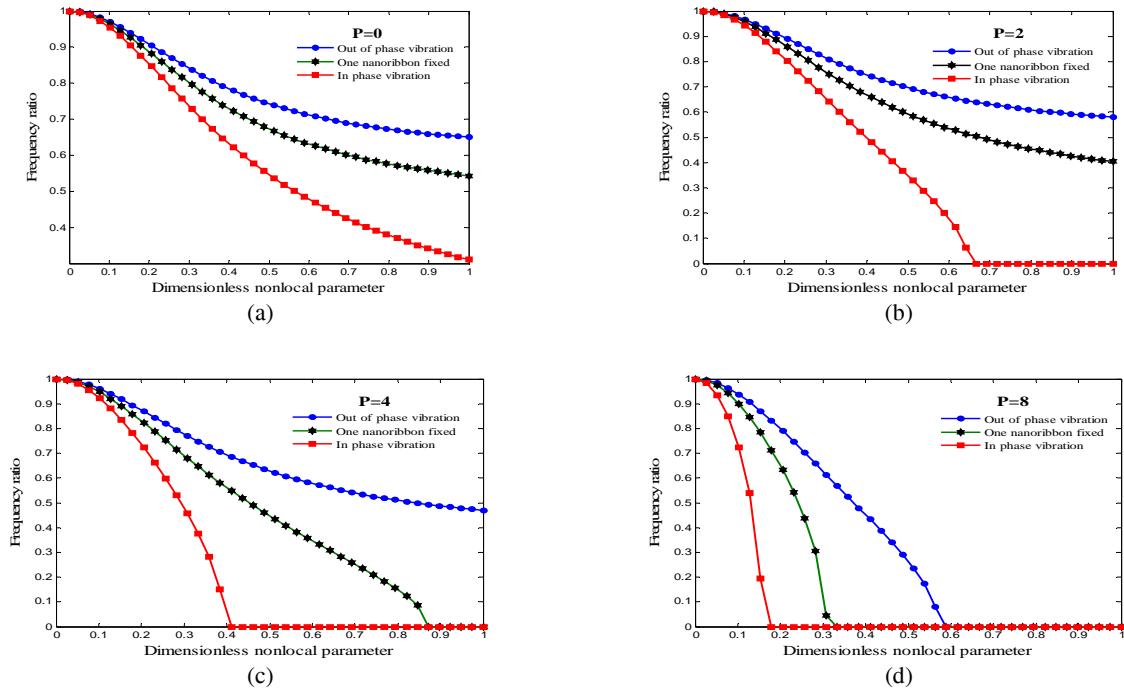 P=0
Out of phase vibration
One nanoribbon fixed
In phase vibration
Frequency ratio
1
0.9
0.8
0.7
0.6
0.5
0.4
0 0.1 0.2 0.3 0.4 0.5 0.6 0.7 0.8 0.9 1
Dimensionless nonlocal parameter
(a)
P=2
Out of phase vibration
One nanoribbon fixed
In phase vibration
Frequency ratio
1
0.9
0.8
0.7
0.6
0.5
0.4
0.3
0.2
0.1
0
0 0.1 0.2 0.3 0.4 0.5 0.6 0.7 0.8 0.9 1
Dimensionless nonlocal parameter
(b)
P=4
Out of phase vibration
One nanoribbon fixed
In phase vibration
Frequency ratio
1
0.9
0.8
0.7
0.6
0.5
0.4
0.3
0.2
0.1
0
0 0.1 0.2 0.3 0.4 0.5 0.6 0.7 0.8 0.9 1
Dimensionless nonlocal parameter
(c)
P=8
Out of phase vibration
One nanoribbon fixed
In phase vibration
Frequency ratio
1
0.9
0.8
0.7
0.6
0.5
0.4
0.3
0.2
0.1
0
0 0.1 0.2 0.3 0.4 0.5 0.6 0.7 0.8 0.9 1
Dimensionless nonlocal parameter
(d)